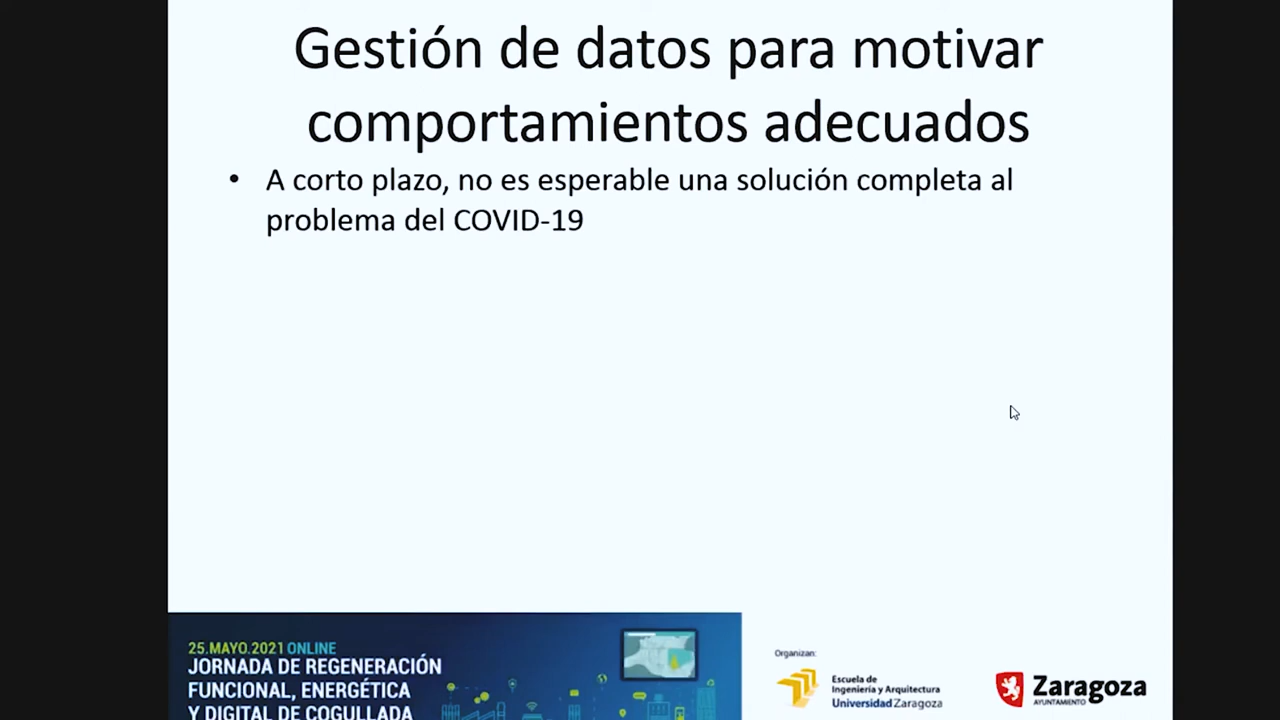 Gestión de datos para motivar
comportamientos adecuados
• A corto plazo, no es esperable una solución completa al
problema del COVID-19
25.MAYO.2021 ONLINE
JORNADA DE REGENERACIÓN
FUNCIONAL, ENERGÉTICA
Y DIGITAL DE COGULLADA
Organizan:
Escuela de
Ingeniería y Arquitectura
Universidad Zaragoza
Zaragoza
AYUNTAMIENTO